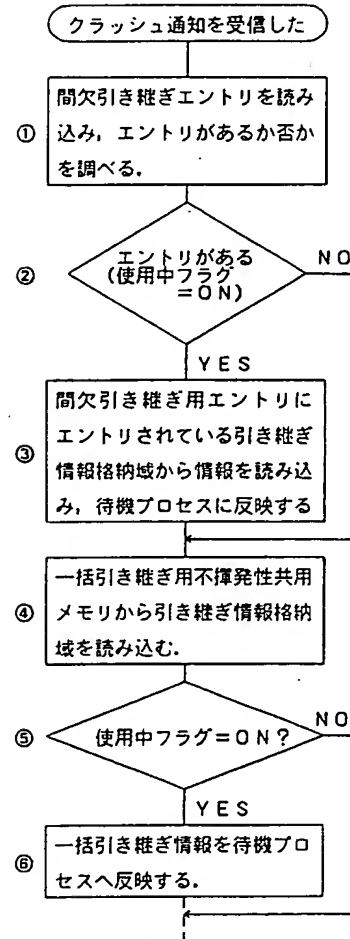 クラッシュ通知を受信した
①
間欠引き継ぎエントリを読み
込み，エントリがあるか否か
を調べる．
②
エントリがある
(使用中フラグ
＝ＯＮ)
ＮＯ
ＹＥＳ
③
間欠引き継ぎ用エントリに
エントリされている引き継ぎ
情報格納域から情報を読み込
み，待機プロセスに反映する
④
一括引き継ぎ用不揮発性共用
メモリから引き継ぎ情報格納
域を読み込む．
⑤
使用中フラグ＝ＯＮ？
ＮＯ
ＹＥＳ
⑥
一括引き継ぎ情報を待機プロ
セスへ反映する．